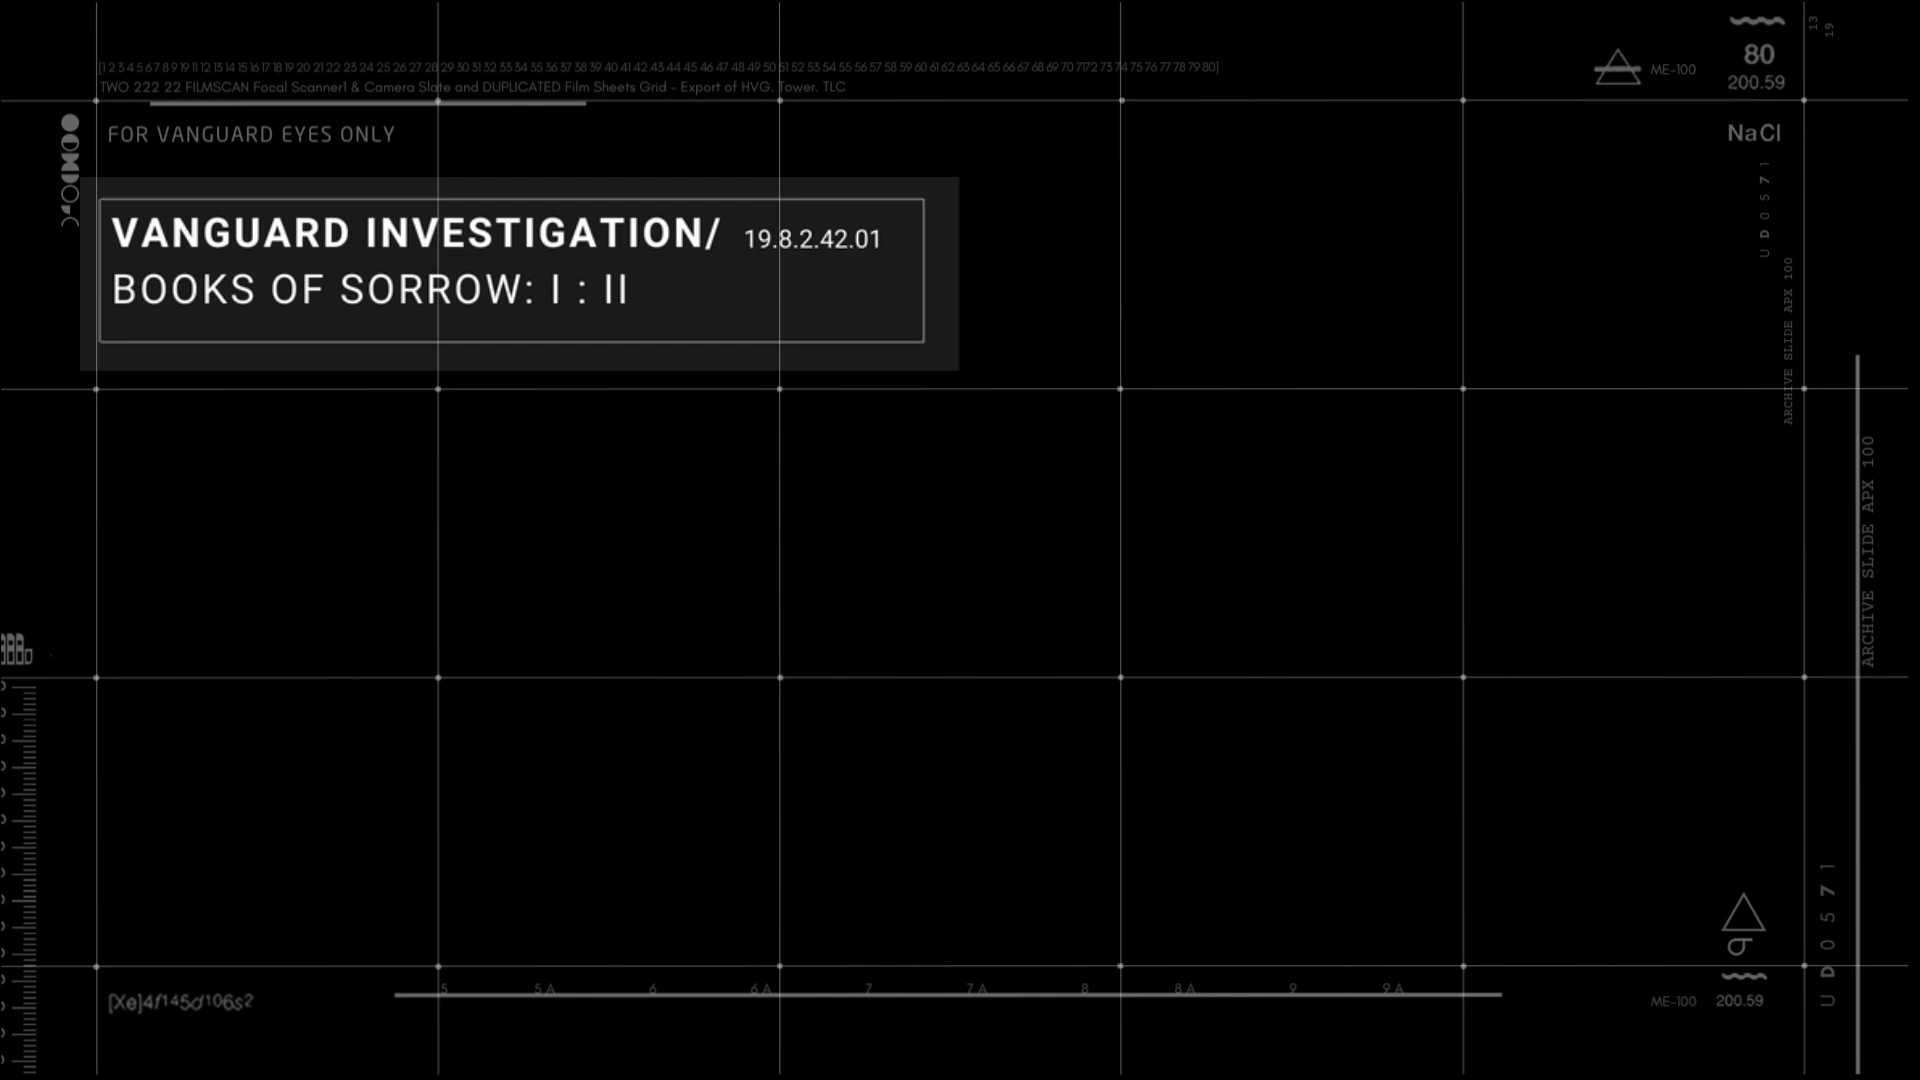 [1 2 3 4 5 6 7 8 9 19 11 12 13 14 15 16 17 18 19 20 21 22 23 24 25 26 27 28 29 30 31 32 33 34 35 36 37 38 39 40 41 42 43 44 45 46 47 48 49 50 51 52 53 54 55 56 57 58 59 60 61 62 63 64 65 66 67 68 69 70 71 72 73 74 75 76 77 78 79 80]
TWO 222 22 FILMSCAN Focal Scanner1 & Camera Slate and DUPLICATED Film Sheets Grid - Export of HVG. Tower. TLC
FOR VANGUARD EYES ONLY
VANGUARD INVESTIGATION/ 19.8.2.42.01
BOOKS OF SORROW: I : II
13
19
80
ME-100
200.59
NaCl
U D 0 5 7 1
ARCHIVE SLIDE APX 100
ARCHIVE SLIDE APX 100
U D 0 5 7 1
σ
5 5 A 6 6 A 7 7 A 8 8 A 9 9 A
[Xe]4f145d106s2
ME-100 200.59